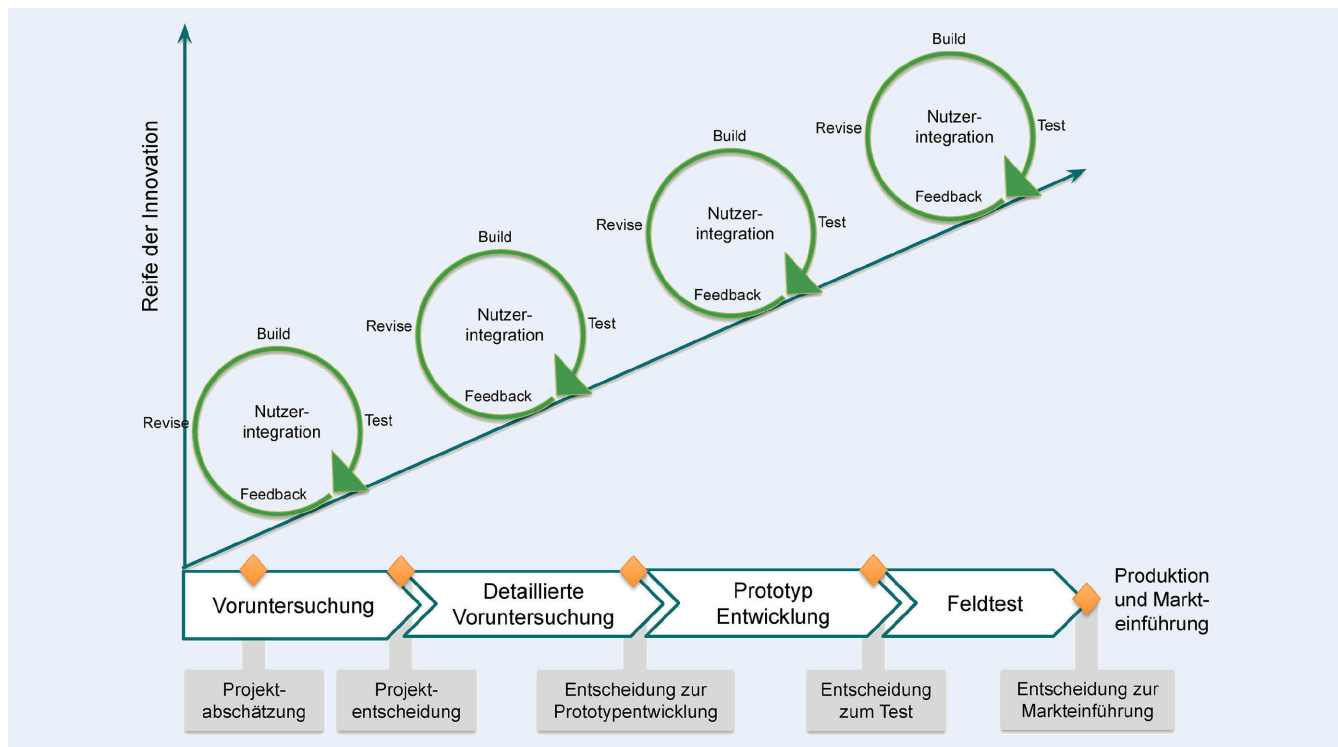 Reife der Innovation
Build
Revise
Nutzer-
integration
Test
Feedback
Build
Revise
Nutzer-
integration
Test
Feedback
Build
Revise
Nutzer-
integration
Test
Feedback
Build
Revise
Nutzer-
integration
Test
Feedback
Voruntersuchung
Detaillierte
Voruntersuchung
Prototyp
Entwicklung
Feldtest
Produktion
und Markt-
einführung
Projekt-
abschätzung
Projekt-
entscheidung
Entscheidung zur
Prototypentwicklung
Entscheidung
zum Test
Entscheidung zur
Markteinführung